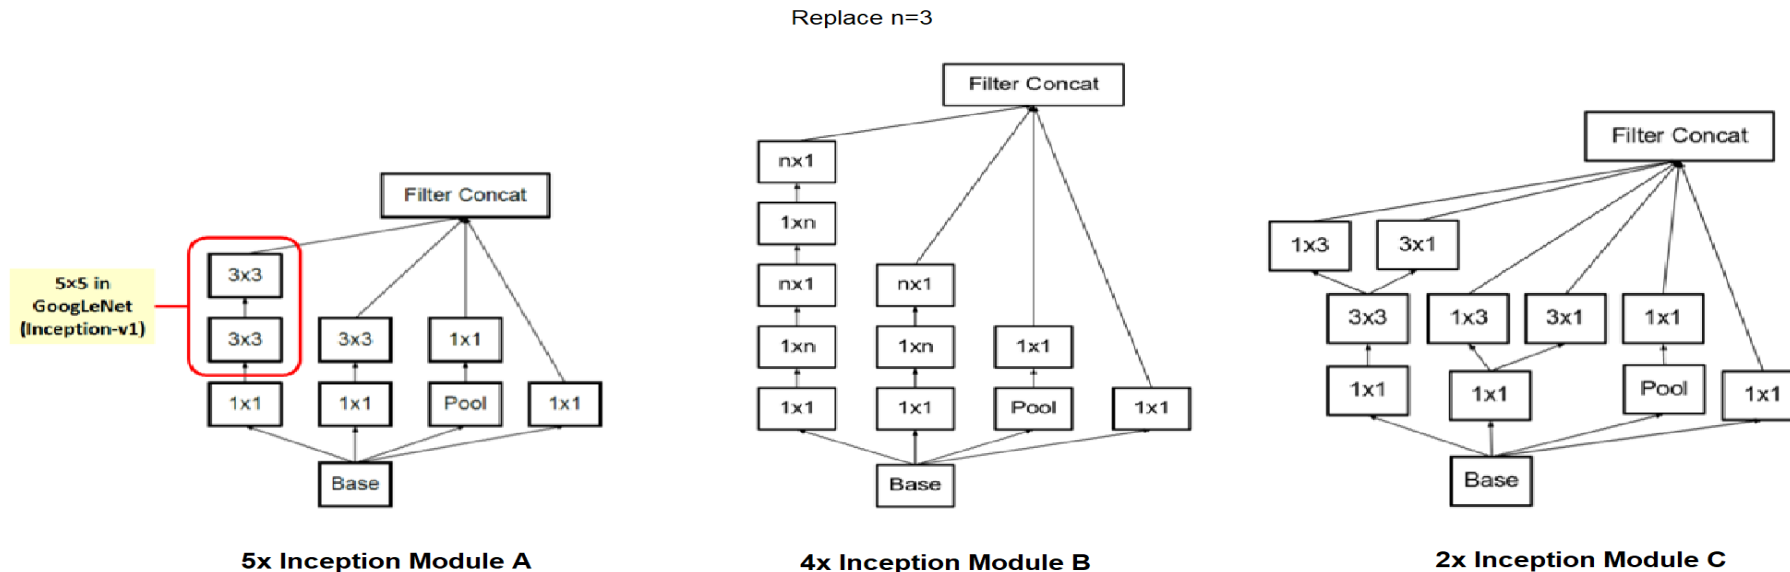 Replace n=3
Filter Concat
3x3
3x3
3x3
1x1
1x1
1x1
Pool
1x1
Base
5×5 in
GoogLeNet
(Inception-v1)
5x Inception Module A
Filter Concat
nx1
1xn
nx1
nx1
1xn
1xn
1x1
1x1
1x1
Pool
1x1
Base
4x Inception Module B
Filter Concat
1x3
3x1
3x3
1x3
3x1
1x1
1x1
1x1
Pool
1x1
Base
2x Inception Module C